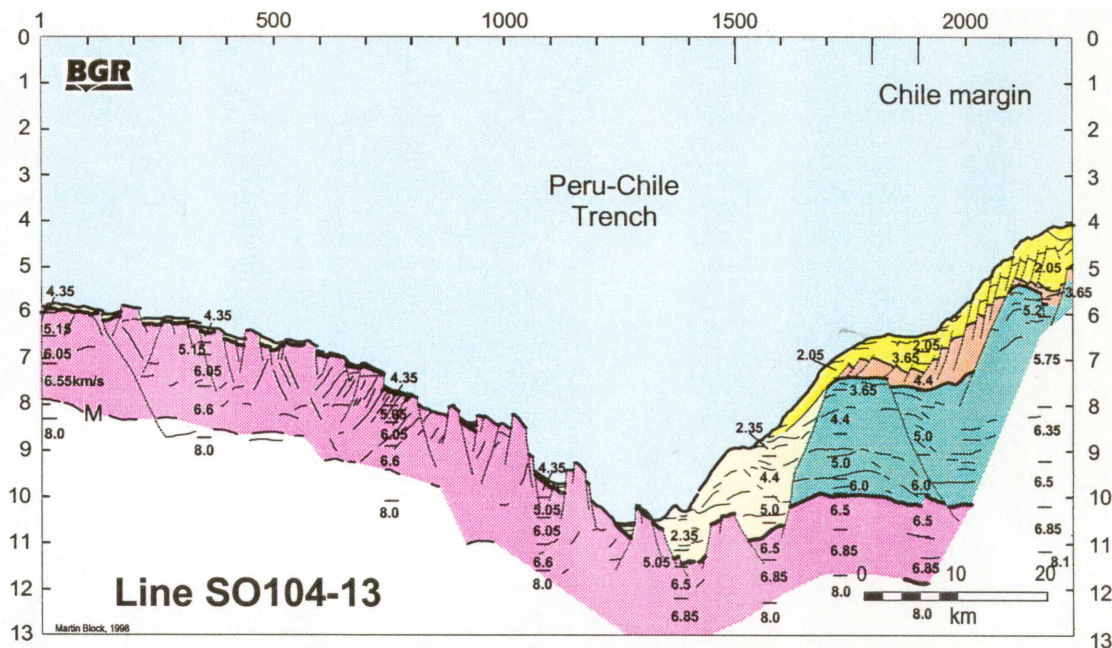 500 1000 1500 2000
0 0
BGR
1 1
Chile margin
2 2
3 3
Peru-Chile
Trench
4 4
5 2.05 5
4.35 3.65
6 4.35 5.2 6
5.15 5.15 2.05 2.05 5.75
7 6.05 6.05 3.65 7
6.55km/s 4.35 4.4
3.65
8 M 6.6 4.4 8
8.0 8.0 6.05 2.35 5.0 6.35
9 6.6 4.35 4.4 5.0 9
6.0 6.0 6.5
10 8.0 5.05 5.0 10
6.05 2.35 6.5 6.5 6.5 6.85
11 6.6 5.05 6.5 6.85 6.85 6.85 8.1 11
8.0 0 10 20
12 Line SO104-13 6.85 8.0 8.0 8.0 12
km
Martin Block, 1998
13 13